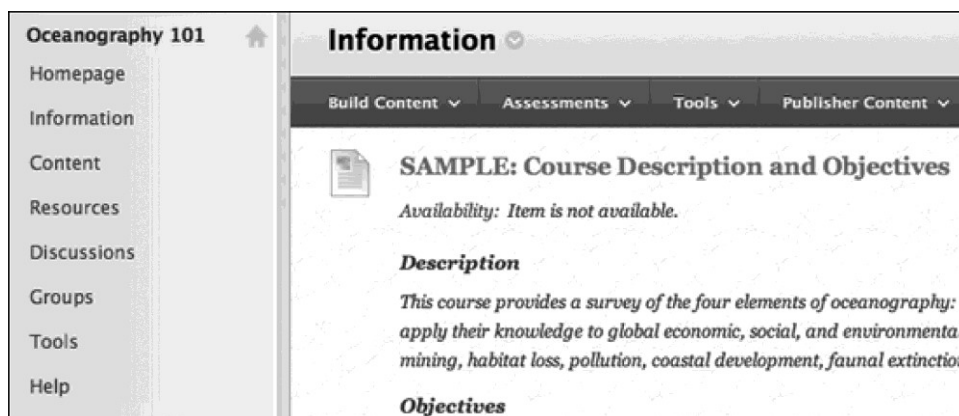 Oceanography 101
Homepage
Information
Content
Resources
Discussions
Groups
Tools
Help
Information
Build Content Assessments Tools Publisher Content
SAMPLE: Course Description and Objectives
Availability: Item is not available.
Description
This course provides a survey of the four elements of oceanography:
apply their knowledge to global economic, social, and environmenta
mining, habitat loss, pollution, coastal development, faunal extinctio
Objectives